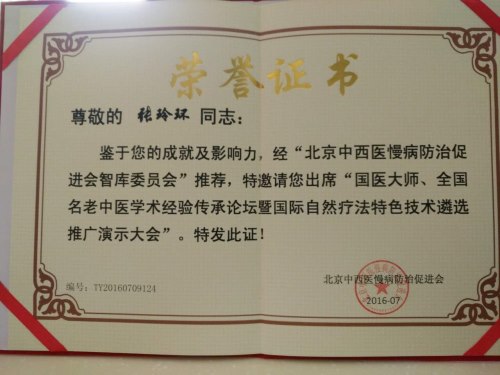 荣誉证书
尊敬的 张玲环 同志：
鉴于您的成就及影响力，经“北京中西医慢病防治促
进会智库委员会”推荐，特邀请您出席“国医大师、全国
名老中医学术经验传承论坛暨国际自然疗法特色技术遴选
推广演示大会”。特发此证！
编号：TY20160709124
北京中西医慢病防治促进会
2016-07